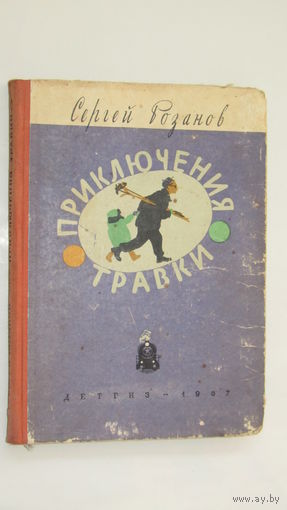 Сергей Розанов
ПРИКЛЮЧЕНИЯ
ТРАВКИ
ДЕТГИЗ - 1957
www.ay.by